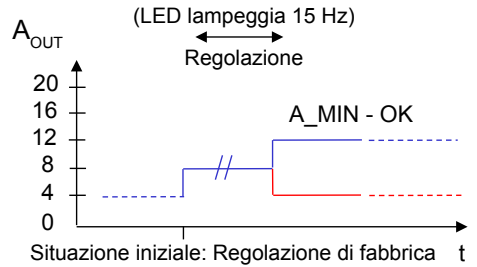 (LED lampeggia 15 Hz)
A_OUT
Regolazione
20
16
A_MIN - OK
12
8
4
0
Situazione iniziale: Regolazione di fabbrica t